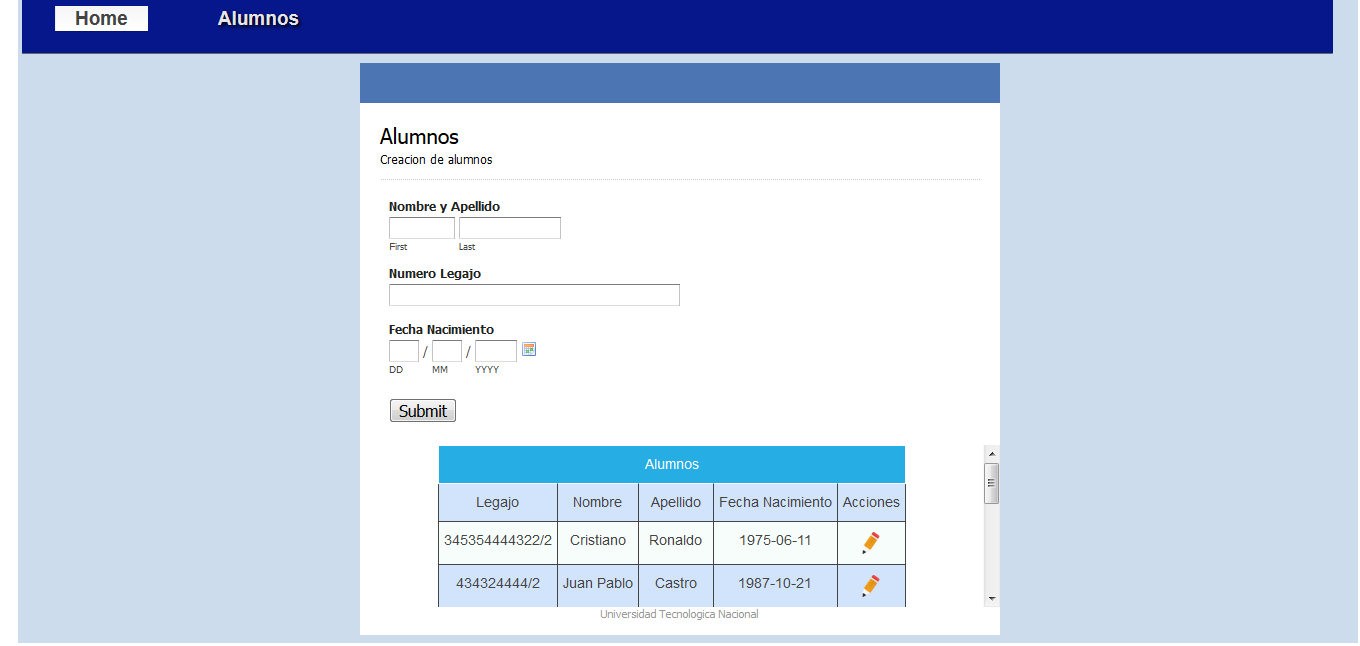 Home Alumnos
Alumnos
Creacion de alumnos
Nombre y Apellido
First Last
Numero Legajo
Fecha Nacimiento
/ /
DD MM YYYY
Submit
Alumnos
Legajo Nombre Apellido Fecha Nacimiento Acciones
345354444322/2 Cristiano Ronaldo 1975-06-11
434324444/2 Juan Pablo Castro 1987-10-21
Universidad Tecnologica Nacional